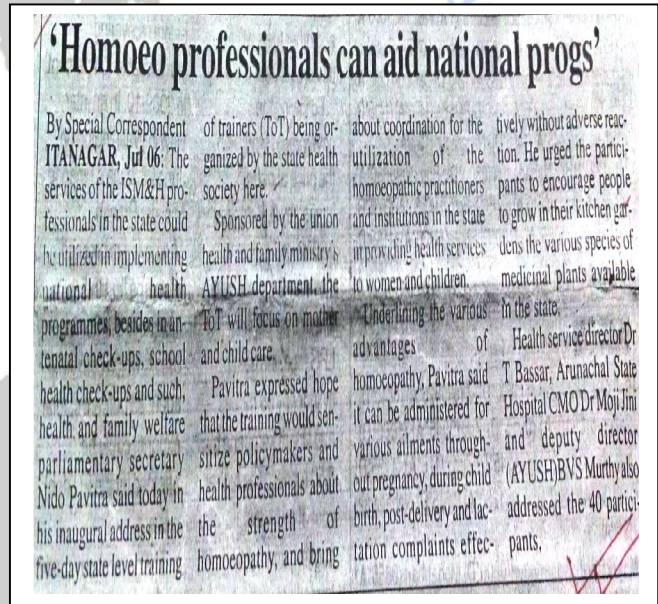 'Homoeo professionals can aid national progs'
By Special Correspondent
ITANAGAR, Jul 06: The
services of the ISM&H pro-
fessionals in the state could
be utilized in implementing
national health
programmes, besides in an-
tenatal check-ups, school
health check-ups and such,
health and family welfare
parliamentary secretary
Nido Pavitra said today in
his inaugural address in the
five-day state level training
of trainers (ToT) being or-
ganized by the state health
society here.
Sponsored by the union
health and family ministry's
AYUSH department, the
ToT will focus on mother
and child care.
Pavitra expressed hope
that the training would sen-
sitize policymakers and
health professionals about
the strength of
homoeopathy, and bring
about coordination for the
utilization of the
homoeopathic practitioners
and institutions in the state
in providing health services
to women and children.
Underlining the various
advantages of
homoeopathy, Pavitra said
it can be administered for
various ailments through-
out pregnancy, during child
birth, post-delivery and lac-
tation complaints effec-
tively without adverse reac-
tion. He urged the partici-
pants to encourage people
to grow in their kitchen gar-
dens the various species of
medicinal plants available
in the state.
Health service director Dr
T Bassar, Arunachal State
Hospital CMO Dr Moji Jini
and deputy director
(AYUSH) BVS Murthy also
addressed the 40 partici-
pants.